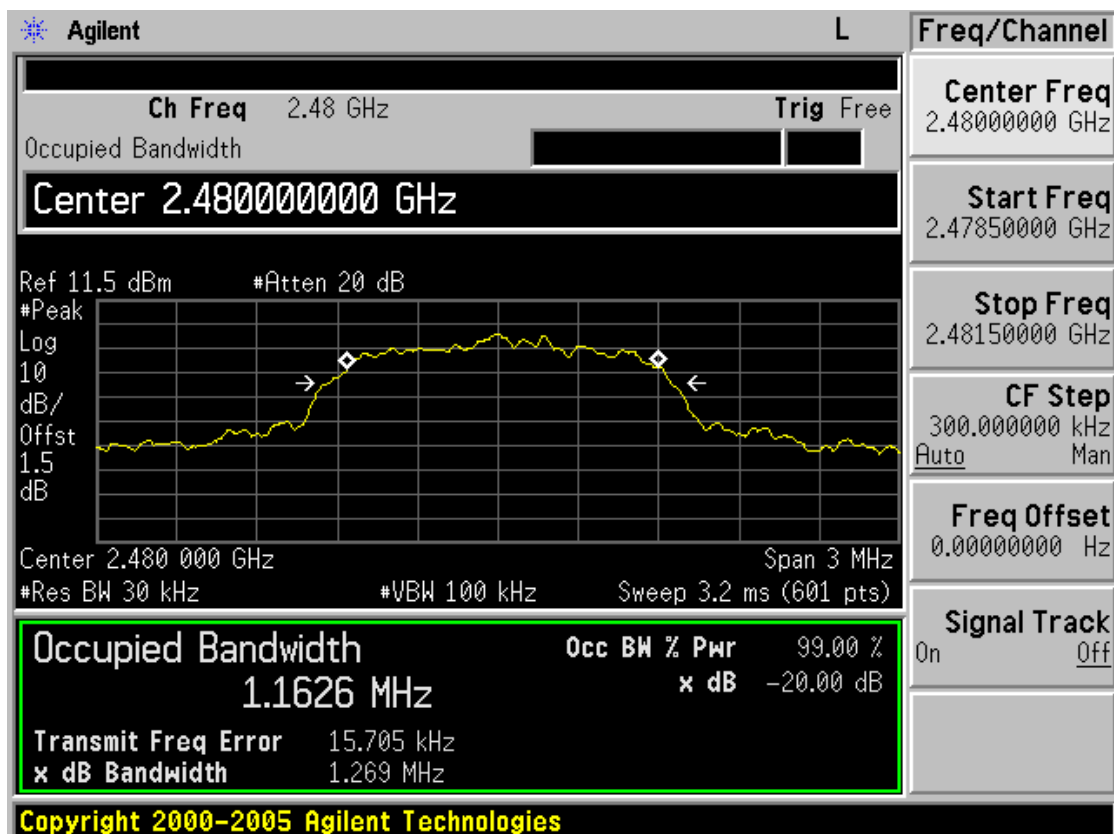 Agilent L
Ch Freq 2.48 GHz Trig Free
Occupied Bandwidth
Center 2.480000000 GHz
Ref 11.5 dBm #Atten 20 dB
#Peak
Log
10
dB/
Offst
1.5
dB
Center 2.480 000 GHz Span 3 MHz
#Res BW 30 kHz #VBW 100 kHz Sweep 3.2 ms (601 pts)
Occupied Bandwidth Occ BW % Pwr 99.00 %
1.1626 MHz x dB -20.00 dB
Transmit Freq Error 15.705 kHz
x dB Bandwidth 1.269 MHz
Copyright 2000-2005 Agilent Technologies
Freq/Channel
Center Freq
2.48000000 GHz
Start Freq
2.47850000 GHz
Stop Freq
2.48150000 GHz
CF Step
300.000000 kHz
Auto Man
Freq Offset
0.00000000 Hz
Signal Track
On Off